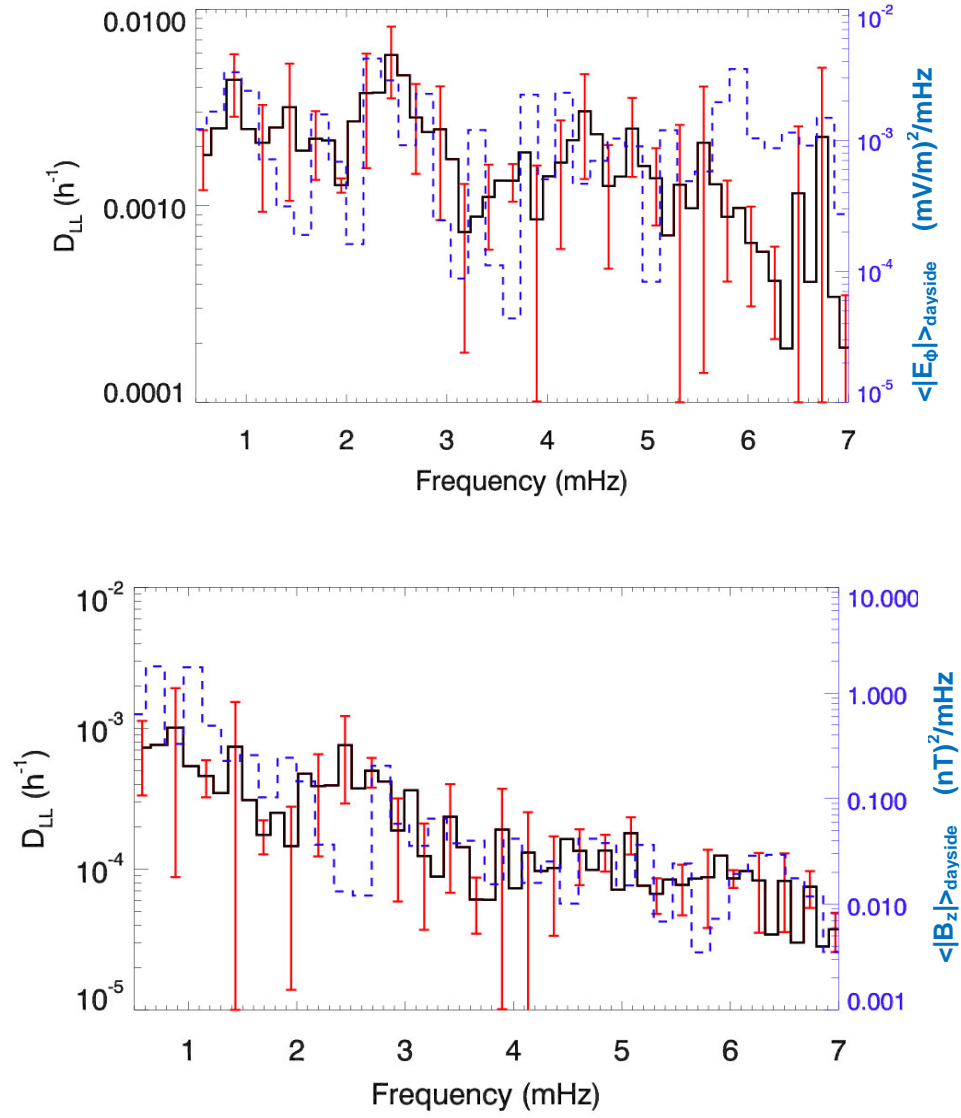 0.0100
0.0010
0.0001
D_LL (h⁻¹)
10⁻²
10⁻³
10⁻⁴
10⁻⁵
<|E_ϕ|>_dayside (mV/m)²/mHz
1 2 3 4 5 6 7
Frequency (mHz)
10⁻²
10⁻³
10⁻⁴
10⁻⁵
D_LL (h⁻¹)
10.000
1.000
0.100
0.010
0.001
<|B_z|>_dayside (nT)²/mHz
1 2 3 4 5 6 7
Frequency (mHz)